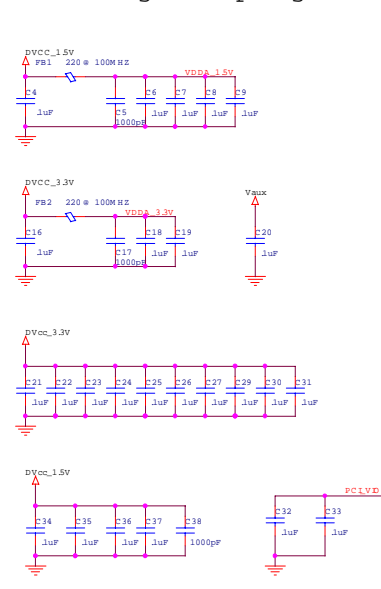 DVCC_1.5V
FB1 220 @ 100MHZ
VDDA_1.5V
C4 C5 C6 C7 C8 C9
.1uF 1000pF .1uF .1uF .1uF .1uF
DVCC_3.3V Vaux
FB2 220 @ 100MHZ
VDDA_3.3V
C16 C17 C18 C19 C20
.1uF 1000pF .1uF .1uF .1uF
DVcc_3.3V
C21 C22 C23 C24 C25 C26 C27 C29 C30 C31
.1uF .1uF .1uF .1uF .1uF .1uF .1uF .1uF .1uF .1uF
DVcc_1.5V
PCI_VIO
C34 C35 C36 C37 C38 C32 C33
.1uF .1uF .1uF .1uF 1000pF .1uF .1uF